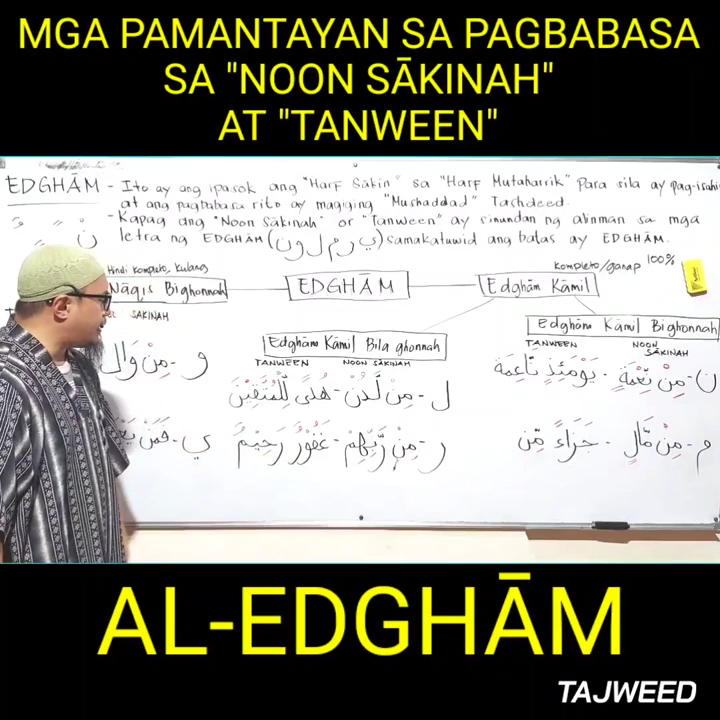 MGA PAMANTAYAN SA PAGBABASA
SA "NOON SĀKINAH"
AT "TANWEEN"
EDGHĀM - Ito ay ang ipasok ang "Harf Sākin" sa "Harf Mutaharrik" Para sila ay pag-isahi
at ang pagbabasa rito ay magiging "Mushaddad" Tashdeed.
- Kapag ang "Noon Sākinah" or "Tanween" ay sinundan ng alinman sa mga
letra ng EDGHĀM (ي ر م ل و ن) samakatuwid ang batas ay EDGHĀM.
Hindi kompleto, kulang
Nāqis Bighonnah
SAKINAH
EDGHĀM
kompleto/ganap 100%
Edghām Kāmil
Edghām Kāmil Bila ghonnah
TANWEEN NOON SĀKINAH
Edghām Kāmil Bighonnah
TANWEEN NOON SĀKINAH
و - مِنْ وَالٍ
ل - مِنْ لَّدُنْ - هُدًى لِّلْمُتَّقِيْنَ
ن - مِنْ نِّعْمَةٍ - يَوْمَئِذٍ نَّاعِمَة
ي - فَمَنْ
ر - مِنْ رَّبِّهِمْ - غَفُوْرٌ رَّحِيْمٌ
م - مِنْ مَّالٍ - جَزَاءً مِّن
AL-EDGHĀM
TAJWEED